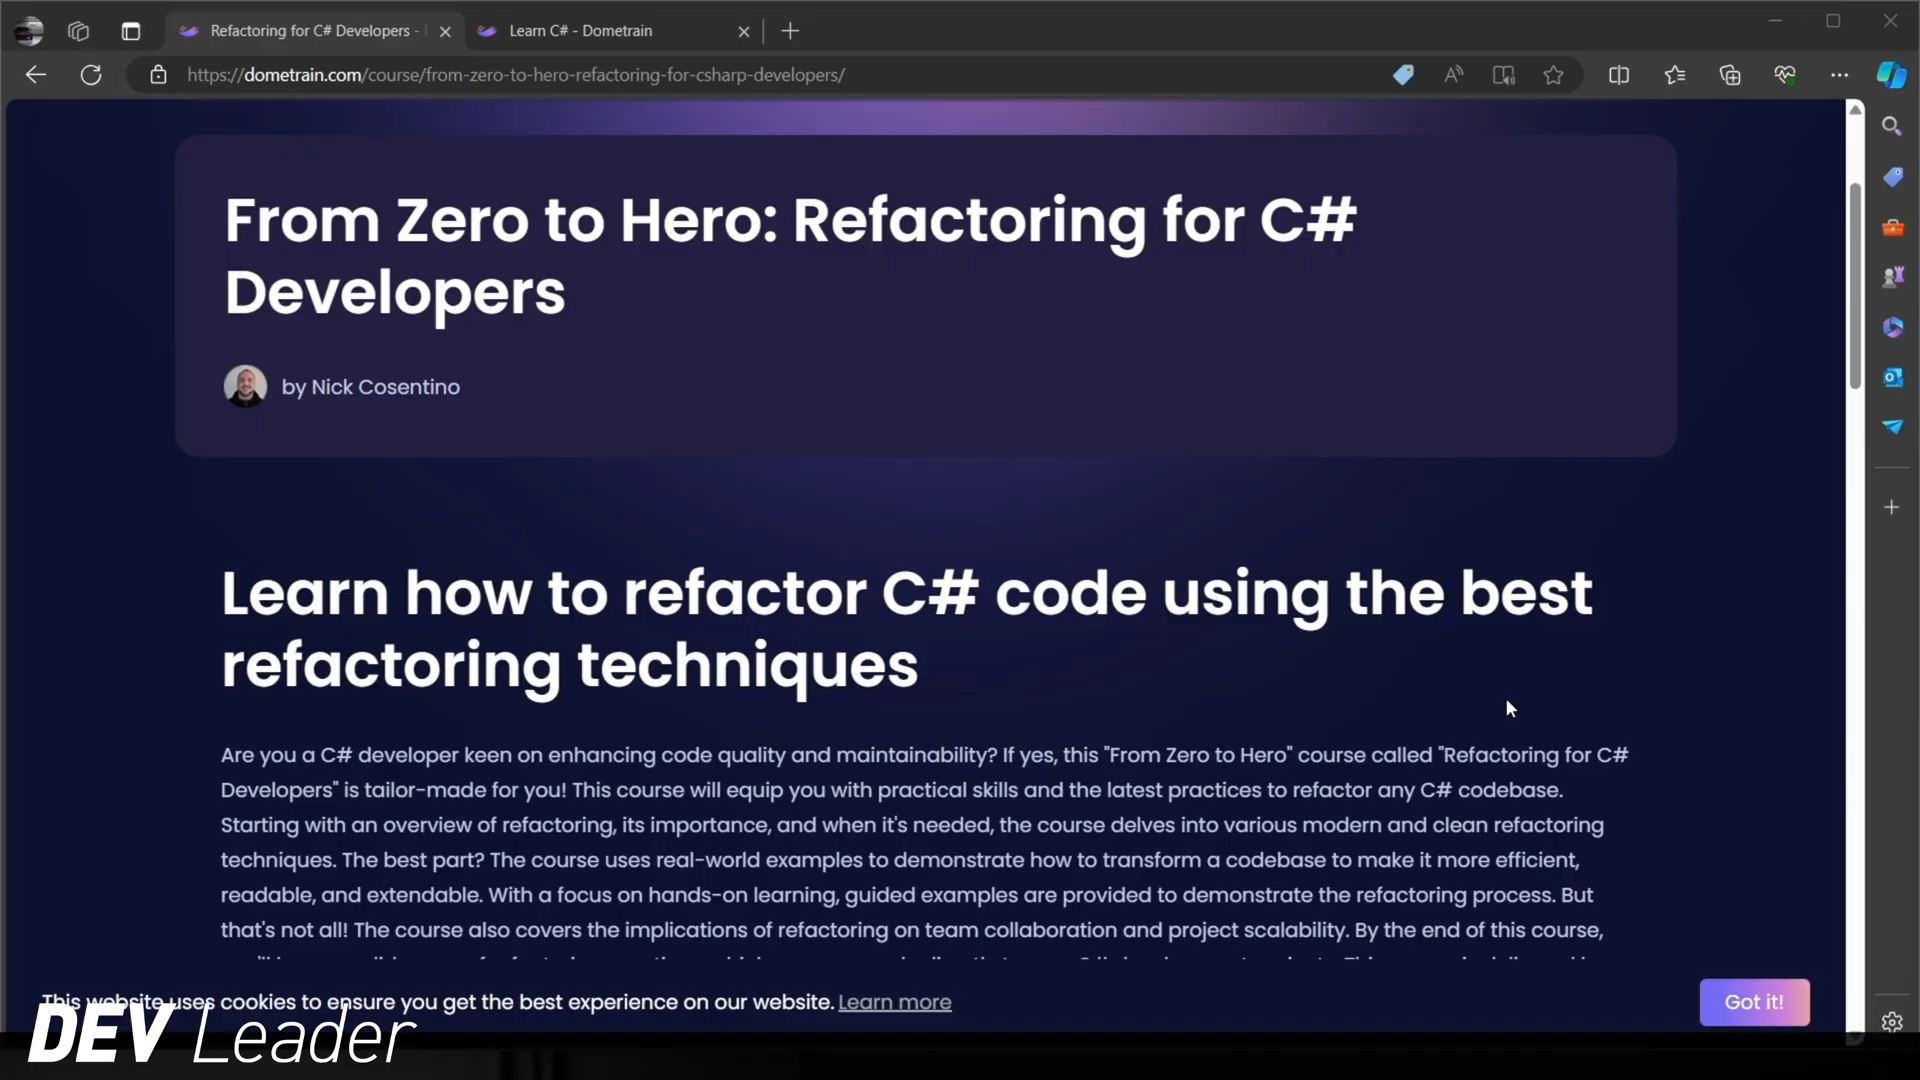 Refactoring for C# Developers -
Learn C# - Dometrain
https://dometrain.com/course/from-zero-to-hero-refactoring-for-csharp-developers/
From Zero to Hero: Refactoring for C#
Developers
by Nick Cosentino
Learn how to refactor C# code using the best
refactoring techniques
Are you a C# developer keen on enhancing code quality and maintainability? If yes, this "From Zero to Hero" course called "Refactoring for C#
Developers" is tailor-made for you! This course will equip you with practical skills and the latest practices to refactor any C# codebase.
Starting with an overview of refactoring, its importance, and when it's needed, the course delves into various modern and clean refactoring
techniques. The best part? The course uses real-world examples to demonstrate how to transform a codebase to make it more efficient,
readable, and extendable. With a focus on hands-on learning, guided examples are provided to demonstrate the refactoring process. But
that's not all! The course also covers the implications of refactoring on team collaboration and project scalability. By the end of this course,
This website uses cookies to ensure you get the best experience on our website. Learn more
Got it!
DEV Leader